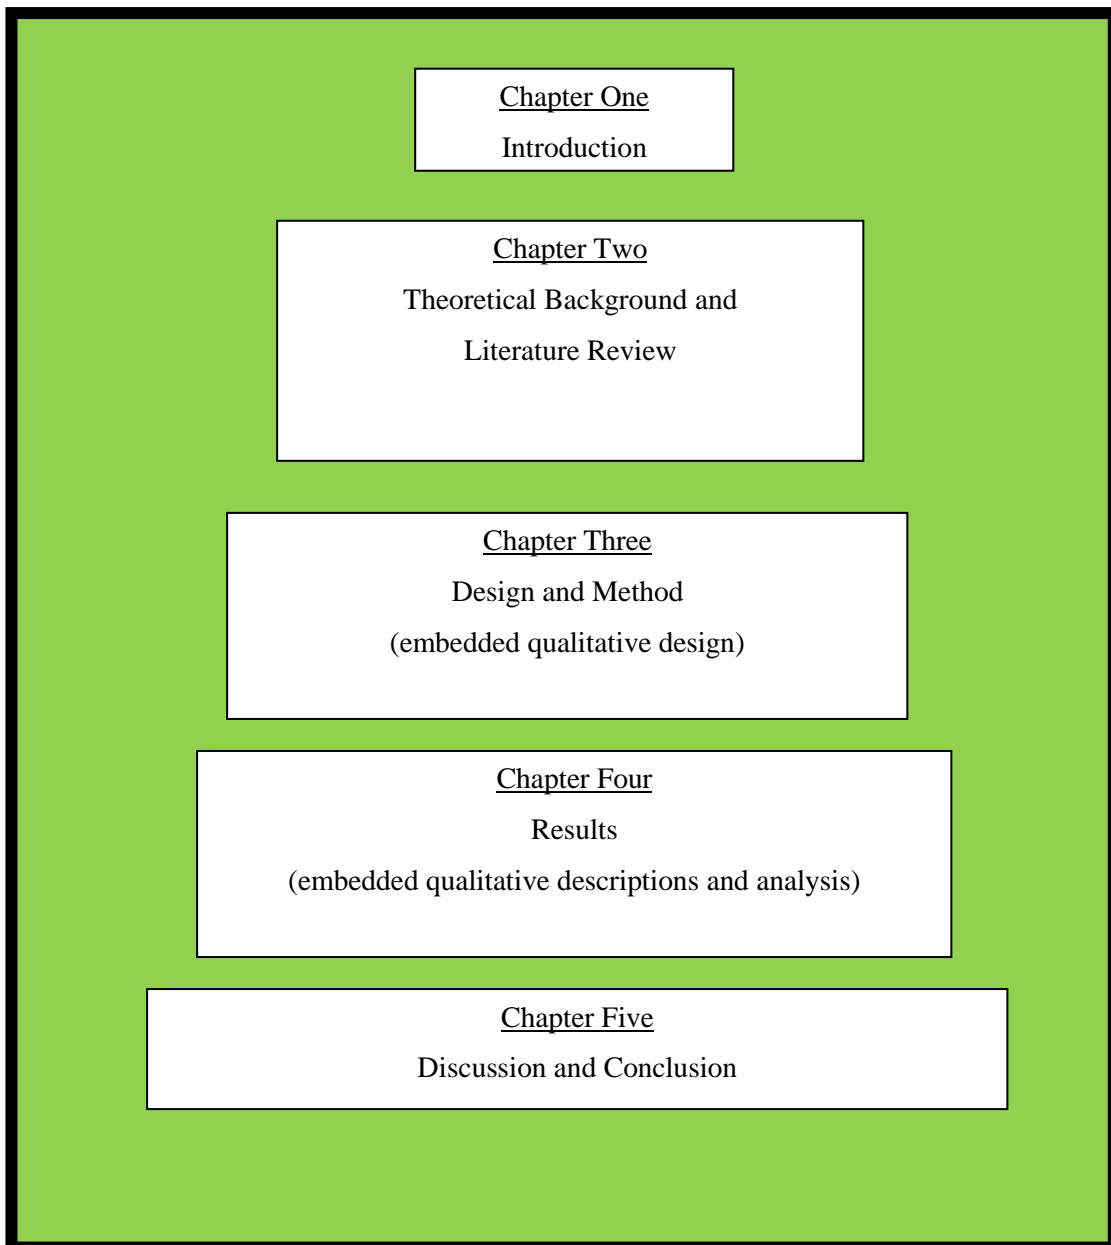 Chapter One
Introduction
Chapter Two
Theoretical Background and
Literature Review
Chapter Three
Design and Method
(embedded qualitative design)
Chapter Four
Results
(embedded qualitative descriptions and analysis)
Chapter Five
Discussion and Conclusion